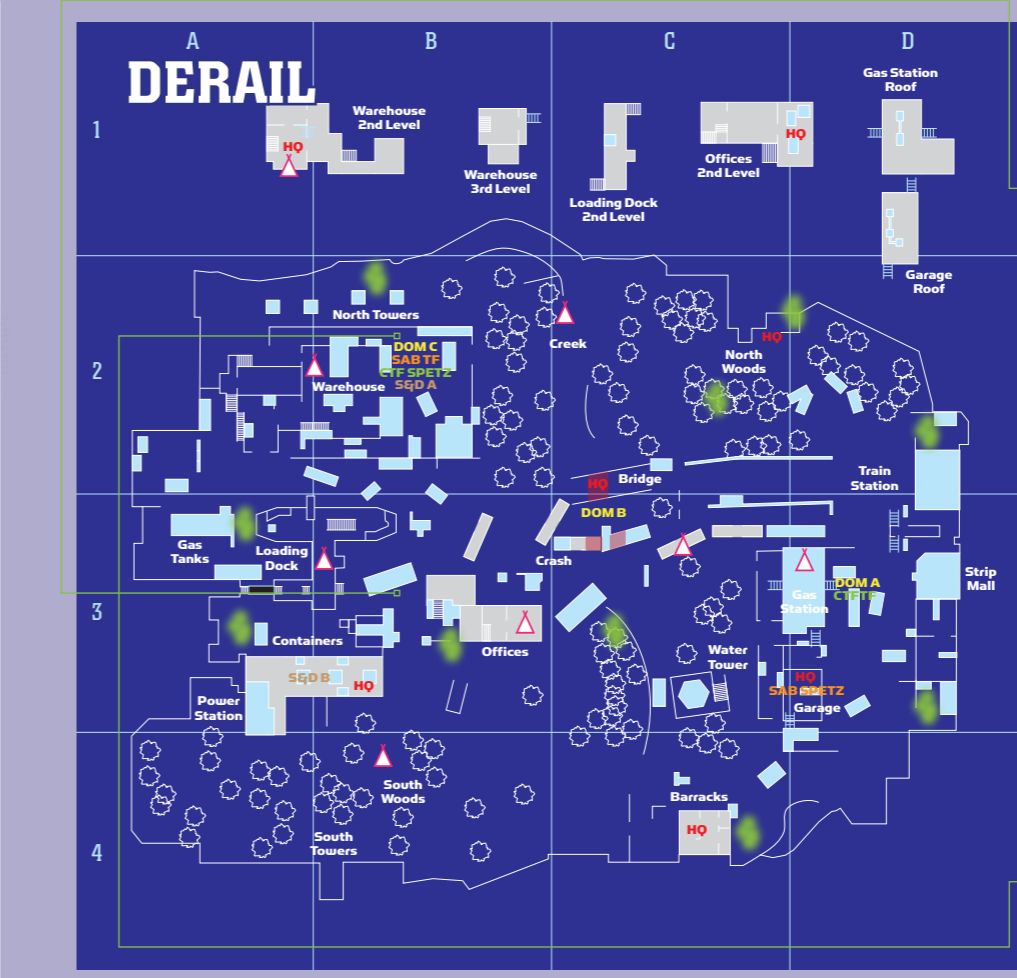 A
B
C
D
DERAIL
1
Warehouse
2nd Level
HQ
Warehouse
3rd Level
Loading Dock
2nd Level
Offices
2nd Level
HQ
Gas Station
Roof
Garage
Roof
2
North Towers
DOM C
SAB TF
CTF SPETZ
S&D A
Warehouse
Creek
HQ
North
Woods
HQ
Bridge
Train
Station
DOM B
Gas
Tanks
Loading
Dock
Crash
Gas
Station
DOM A
CTF TF
Strip
Mall
3
Containers
Offices
Water
Tower
S&D B
HQ
HQ
SAB SPETZ
Garage
Power
Station
South
Woods
Barracks
South
Towers
HQ
4